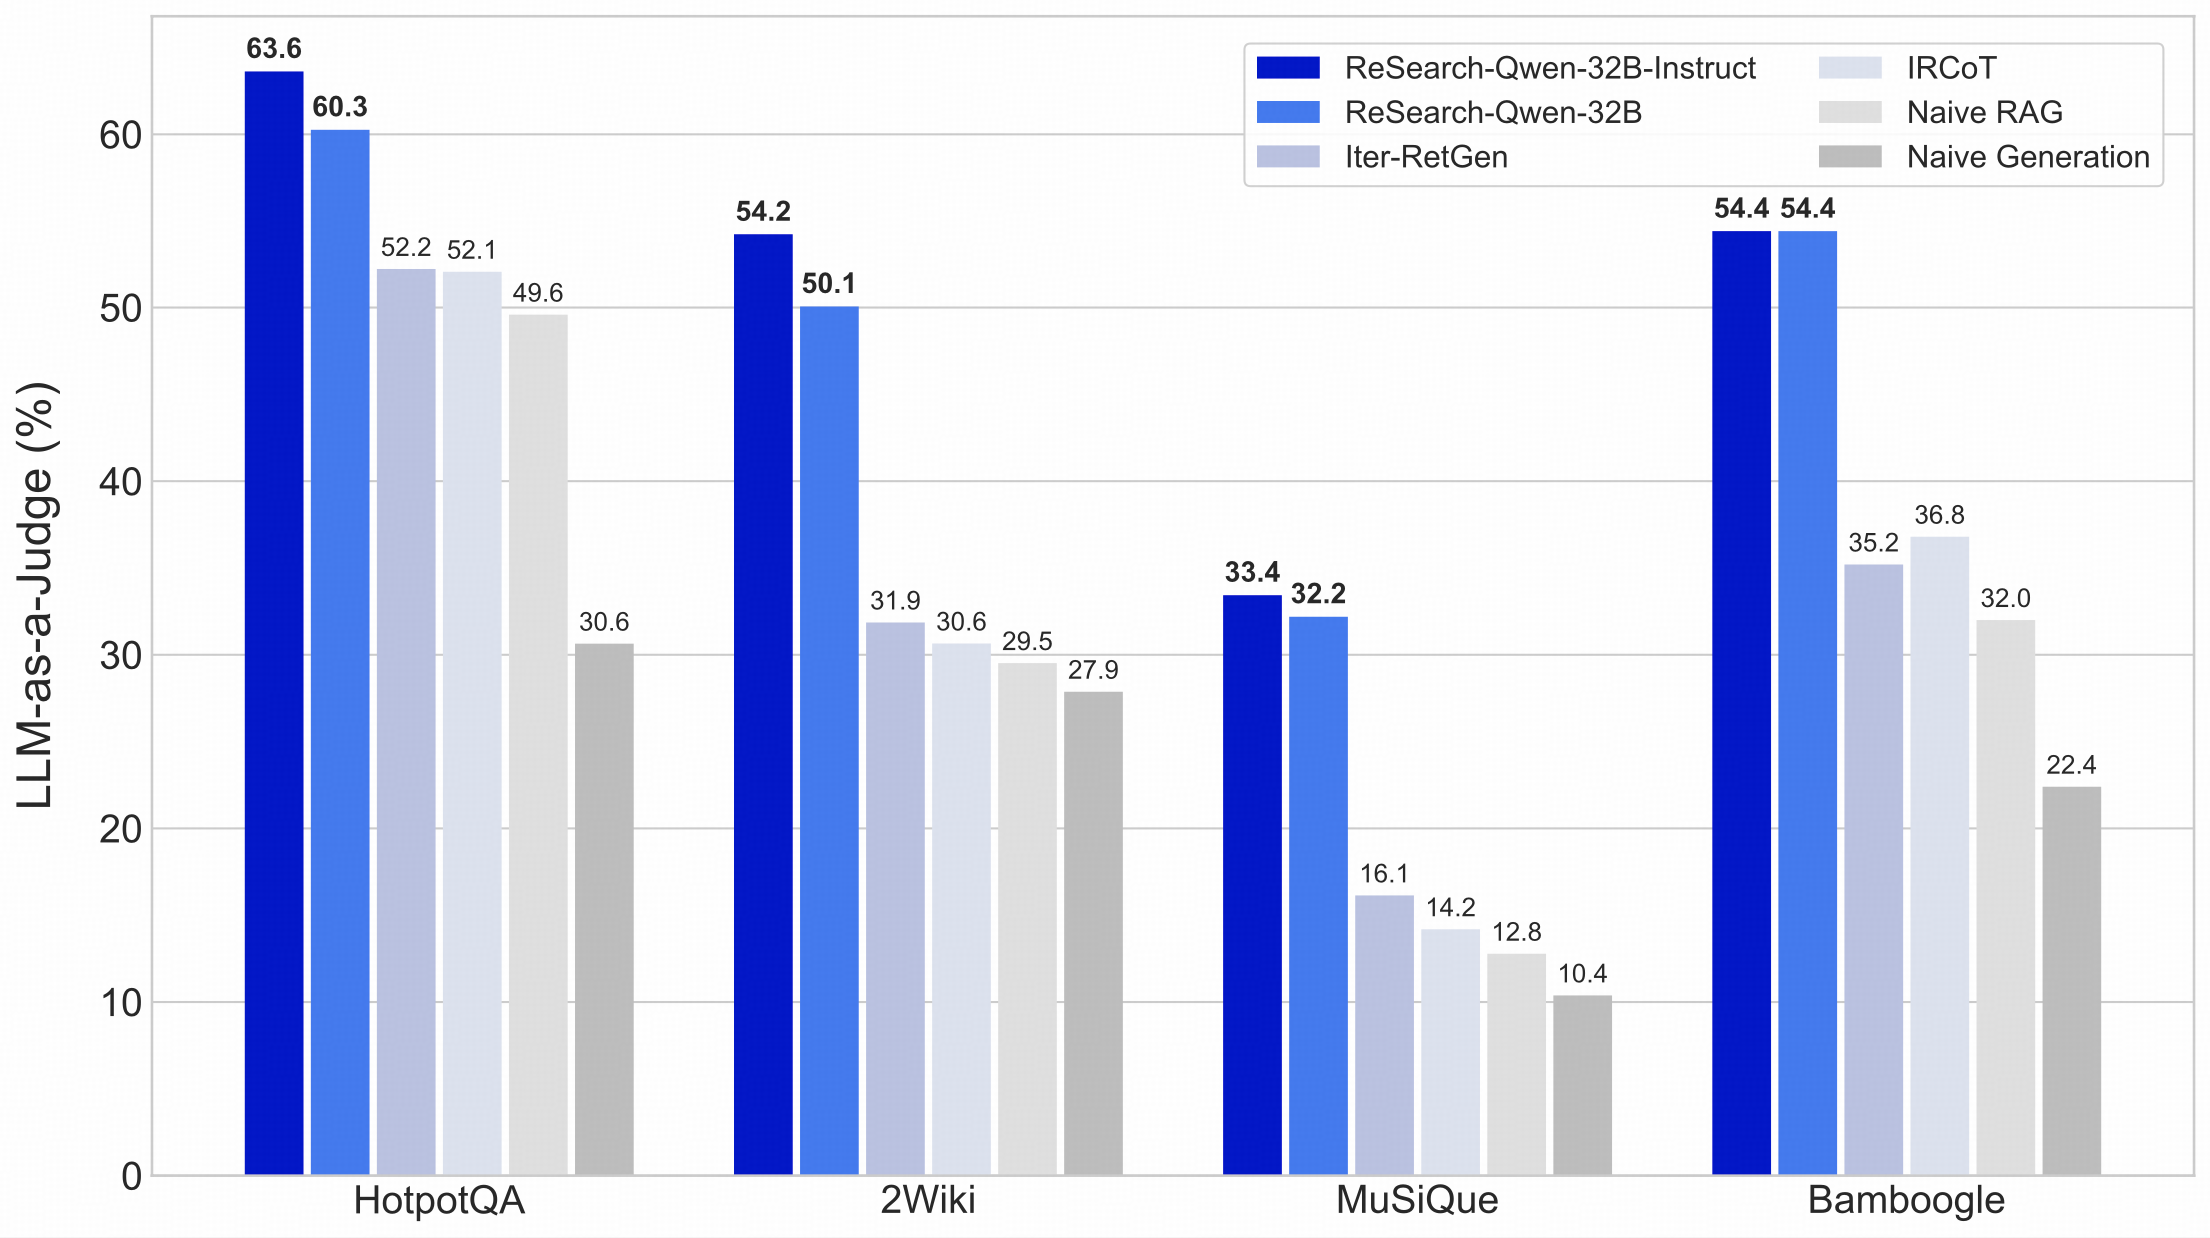 LLM-as-a-Judge (%)
60
50
40
30
20
10
0
ReSearch-Qwen-32B-Instruct
ReSearch-Qwen-32B
Iter-RetGen
IRCoT
Naive RAG
Naive Generation
63.6
60.3
52.2
52.1
49.6
30.6
54.2
50.1
31.9
30.6
29.5
27.9
33.4
32.2
16.1
14.2
12.8
10.4
54.4
54.4
35.2
36.8
32.0
22.4
HotpotQA
2Wiki
MuSiQue
Bamboogle